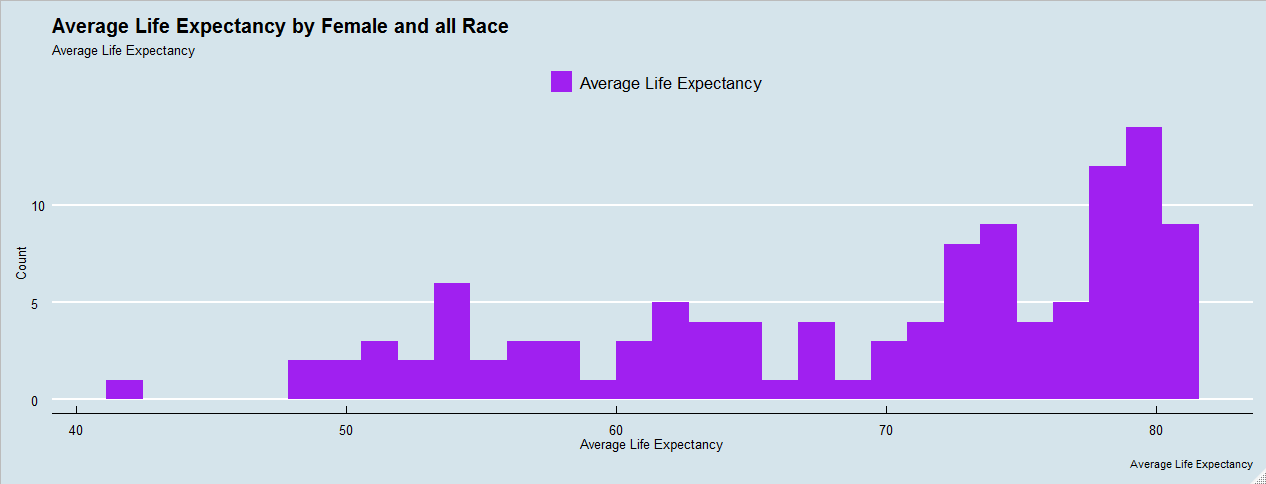 Average Life Expectancy by Female and all Race
Average Life Expectancy
Average Life Expectancy
10
5
0
Count
40 50 60 70 80
Average Life Expectancy
Average Life Expectancy